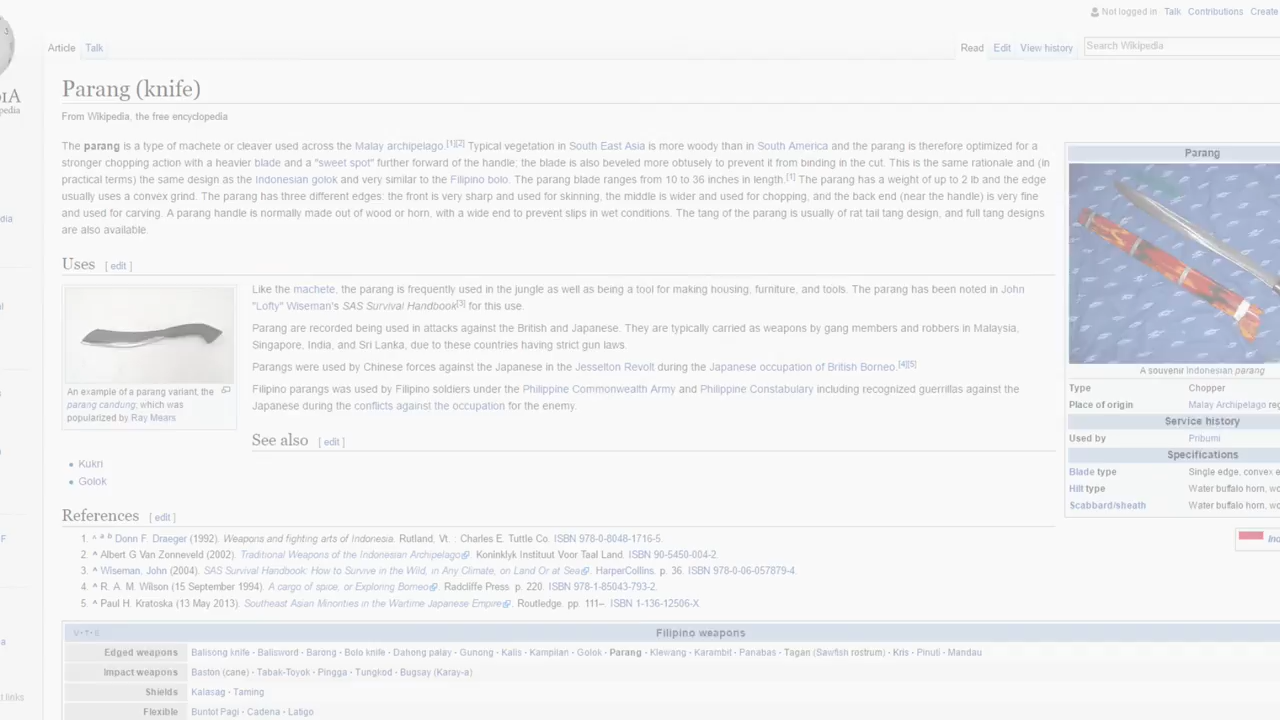 Not logged in Talk Contributions Create
Article Talk
Read Edit View history
Search Wikipedia
Parang (knife)
From Wikipedia, the free encyclopedia
The parang is a type of machete or cleaver used across the Malay archipelago.[1][2] Typical vegetation in South East Asia is more woody than in South America and the parang is therefore optimized for a
stronger chopping action with a heavier blade and a "sweet spot" further forward of the handle; the blade is also beveled more obtusely to prevent it from binding in the cut. This is the same rationale and (in
practical terms) the same design as the Indonesian golok and very similar to the Filipino bolo. The parang blade ranges from 10 to 36 inches in length.[1] The parang has a weight of up to 2 lb and the edge
usually uses a convex grind. The parang has three different edges: the front is very sharp and used for skinning, the middle is wider and used for chopping, and the back end (near the handle) is very fine
and used for carving. A parang handle is normally made out of wood or horn, with a wide end to prevent slips in wet conditions. The tang of the parang is usually of rat tail tang design, and full tang designs
are also available.
Uses [ edit ]
Like the machete, the parang is frequently used in the jungle as well as being a tool for making housing, furniture, and tools. The parang has been noted in John
"Lofty" Wiseman's SAS Survival Handbook[3] for this use.
Parang are recorded being used in attacks against the British and Japanese. They are typically carried as weapons by gang members and robbers in Malaysia,
Singapore, India, and Sri Lanka, due to these countries having strict gun laws.
Parangs were used by Chinese forces against the Japanese in the Jesselton Revolt during the Japanese occupation of British Borneo.[4][5]
Filipino parangs was used by Filipino soldiers under the Philippine Commonwealth Army and Philippine Constabulary including recognized guerrillas against the
Japanese during the conflicts against the occupation for the enemy.
An example of a parang variant, the
parang candung, which was
popularized by Ray Mears
See also [ edit ]
• Kukri
• Golok
References [ edit ]
1. ^ a b Donn F. Draeger (1992). Weapons and fighting arts of Indonesia. Rutland, Vt. : Charles E. Tuttle Co. ISBN 978-0-8048-1716-5.
2. ^ Albert G Van Zonneveld (2002). Traditional Weapons of the Indonesian Archipelago. Koninklyk Instituut Voor Taal Land. ISBN 90-5450-004-2.
3. ^ Wiseman, John (2004). SAS Survival Handbook: How to Survive in the Wild, in Any Climate, on Land Or at Sea. HarperCollins. p. 36. ISBN 978-0-06-057879-4.
4. ^ R. A. M. Wilson (15 September 1994). A cargo of spice, or Exploring Borneo. Radcliffe Press. p. 220. ISBN 978-1-85043-793-2.
5. ^ Paul H. Kratoska (13 May 2013). Southeast Asian Minorities in the Wartime Japanese Empire. Routledge. pp. 111–. ISBN 1-136-12506-X
Parang
A souvenir Indonesian parang
Type Chopper
Place of origin Malay Archipelago
Service history
Used by Pribumi
Specifications
Blade type Single edge, convex
Hilt type Water buffalo horn,
Scabbard/sheath Water buffalo horn,
V·T·E Filipino weapons
Edged weapons Balisong knife · Balisword · Barong · Bolo knife · Dahong palay · Gunong · Kalis · Kampilan · Golok · Parang · Klewang · Karambit · Panabas · Tagan (Sawfish rostrum) · Kris · Pinuti · Mandau
Impact weapons Baston (cane) · Tabak-Toyok · Pingga · Tungkod · Bugsay (Karay-a)
Shields Kalasag · Taming
Flexible Buntot Pagi · Cadena · Latigo
links